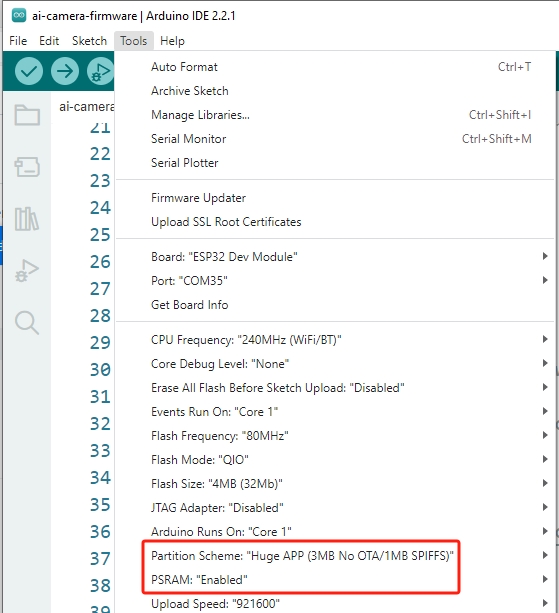 ai-camera-firmware | Arduino IDE 2.2.1
File Edit Sketch Tools Help
Auto Format Ctrl+T
ai-camera
Archive Sketch
Manage Libraries... Ctrl+Shift+I
Serial Monitor Ctrl+Shift+M
Serial Plotter
Firmware Updater
Upload SSL Root Certificates
Board: "ESP32 Dev Module"
Port: "COM35"
Get Board Info
CPU Frequency: "240MHz (WiFi/BT)"
Core Debug Level: "None"
Erase All Flash Before Sketch Upload: "Disabled"
Events Run On: "Core 1"
Flash Frequency: "80MHz"
Flash Mode: "QIO"
Flash Size: "4MB (32Mb)"
JTAG Adapter: "Disabled"
Arduino Runs On: "Core 1"
Partition Scheme: "Huge APP (3MB No OTA/1MB SPIFFS)"
PSRAM: "Enabled"
Upload Speed: "921600"
21
22
23
24
25
26
27
28
29
30
31
32
33
34
35
36
37
38
39